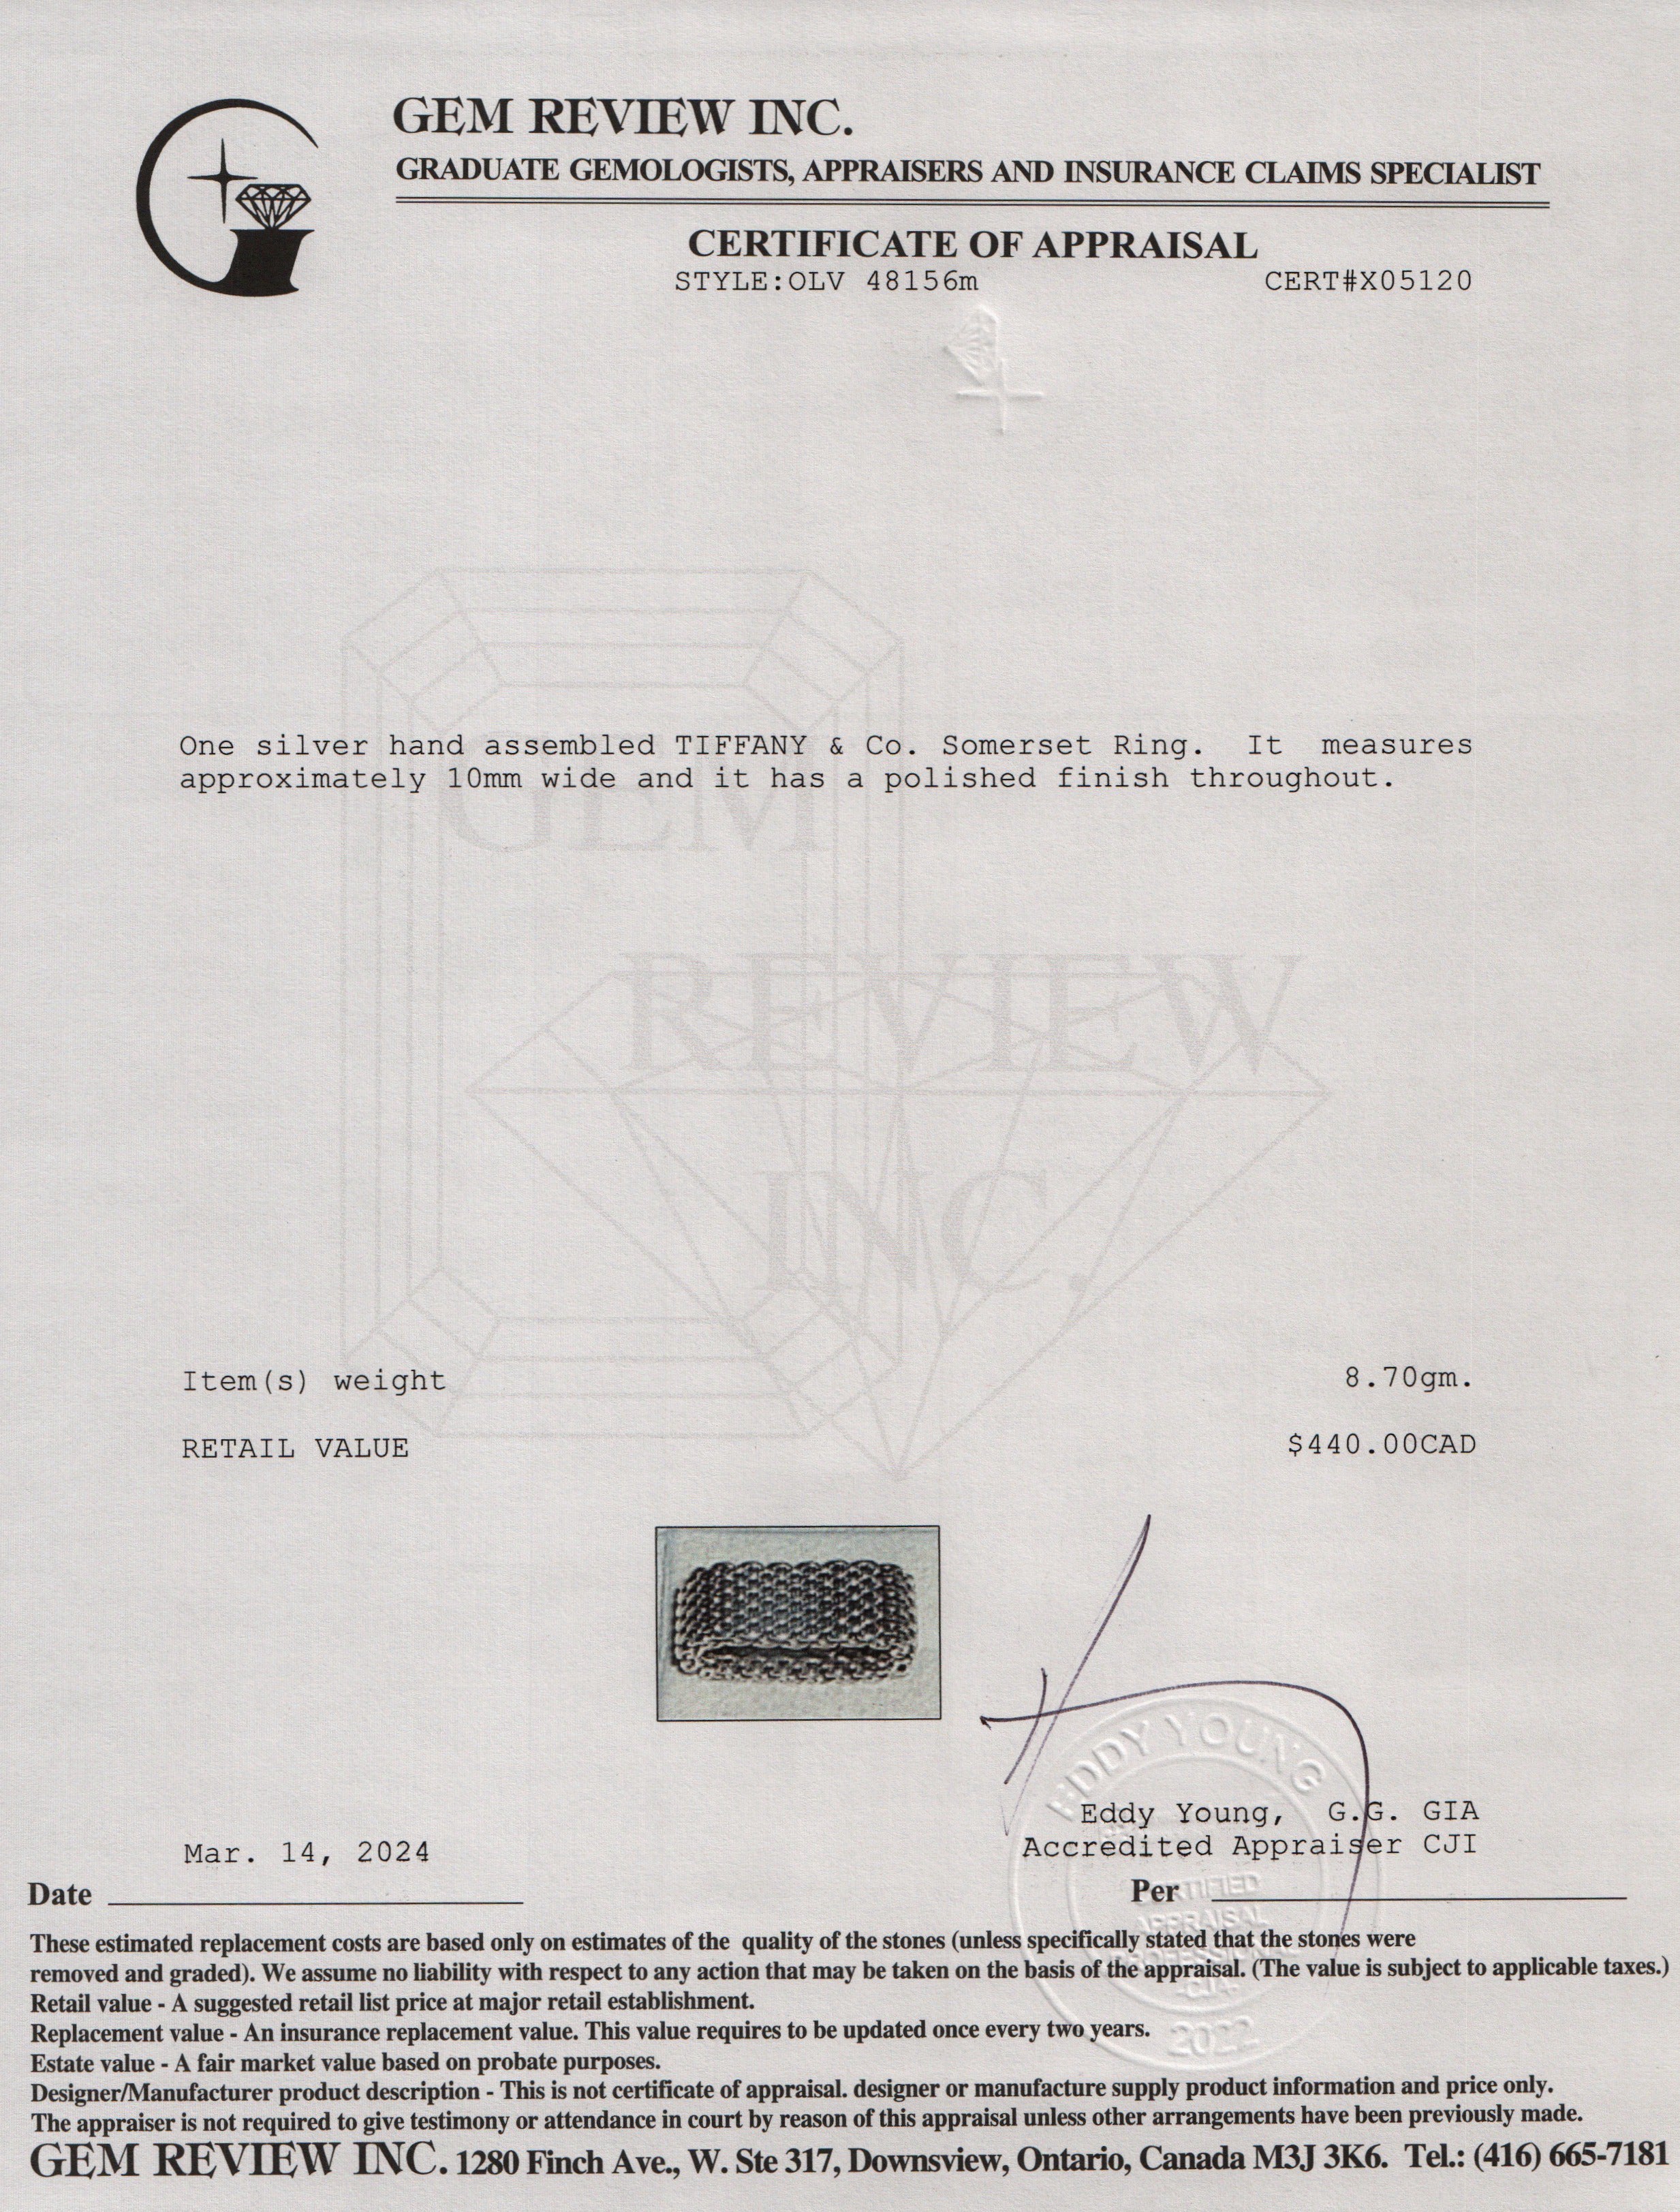 GEM REVIEW INC.
GRADUATE GEMOLOGISTS, APPRAISERS AND INSURANCE CLAIMS SPECIALIST
CERTIFICATE OF APPRAISAL
STYLE:OLV 48156m CERT#X05120
One silver hand assembled TIFFANY & Co. Somerset Ring. It measures
approximately 10mm wide and it has a polished finish throughout.
GEM
REVIEW
INC.
Item(s) weight 8.70gm.
RETAIL VALUE $440.00CAD
EDDY YOUNG
Eddy Young, G.G. GIA
Mar. 14, 2024 Accredited Appraiser CJI
Date Per
CERTIFIED
APPRAISAL
PROFESSIONAL
2022
These estimated replacement costs are based only on estimates of the quality of the stones (unless specifically stated that the stones were
removed and graded). We assume no liability with respect to any action that may be taken on the basis of the appraisal. (The value is subject to applicable taxes.)
Retail value - A suggested retail list price at major retail establishment.
Replacement value - An insurance replacement value. This value requires to be updated once every two years.
Estate value - A fair market value based on probate purposes.
Designer/Manufacturer product description - This is not certificate of appraisal. designer or manufacture supply product information and price only.
The appraiser is not required to give testimony or attendance in court by reason of this appraisal unless other arrangements have been previously made.
GEM REVIEW INC. 1280 Finch Ave., W. Ste 317, Downsview, Ontario, Canada M3J 3K6. Tel.: (416) 665-7181